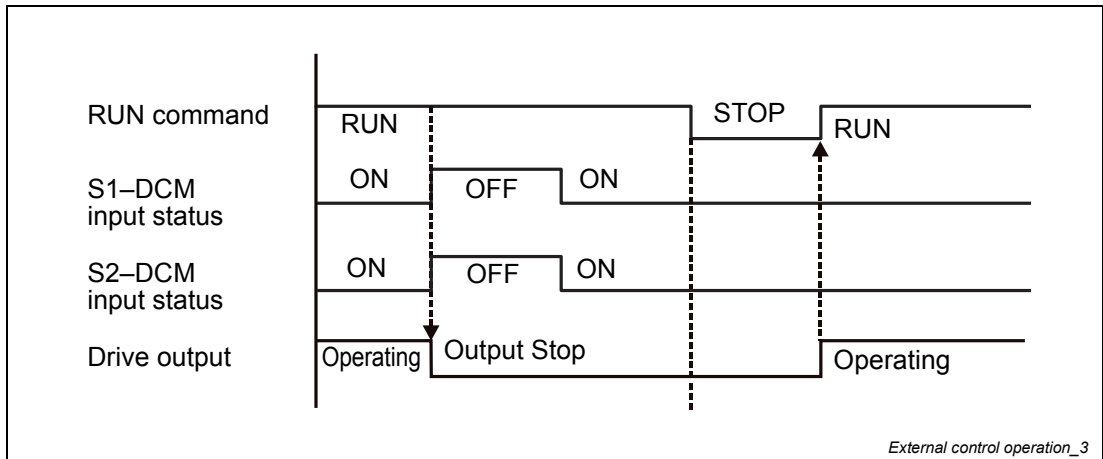 RUN command
RUN
STOP
RUN
S1–DCM
input status
ON
OFF
ON
S2–DCM
input status
ON
OFF
ON
Drive output
Operating
Output Stop
Operating
External control operation_3